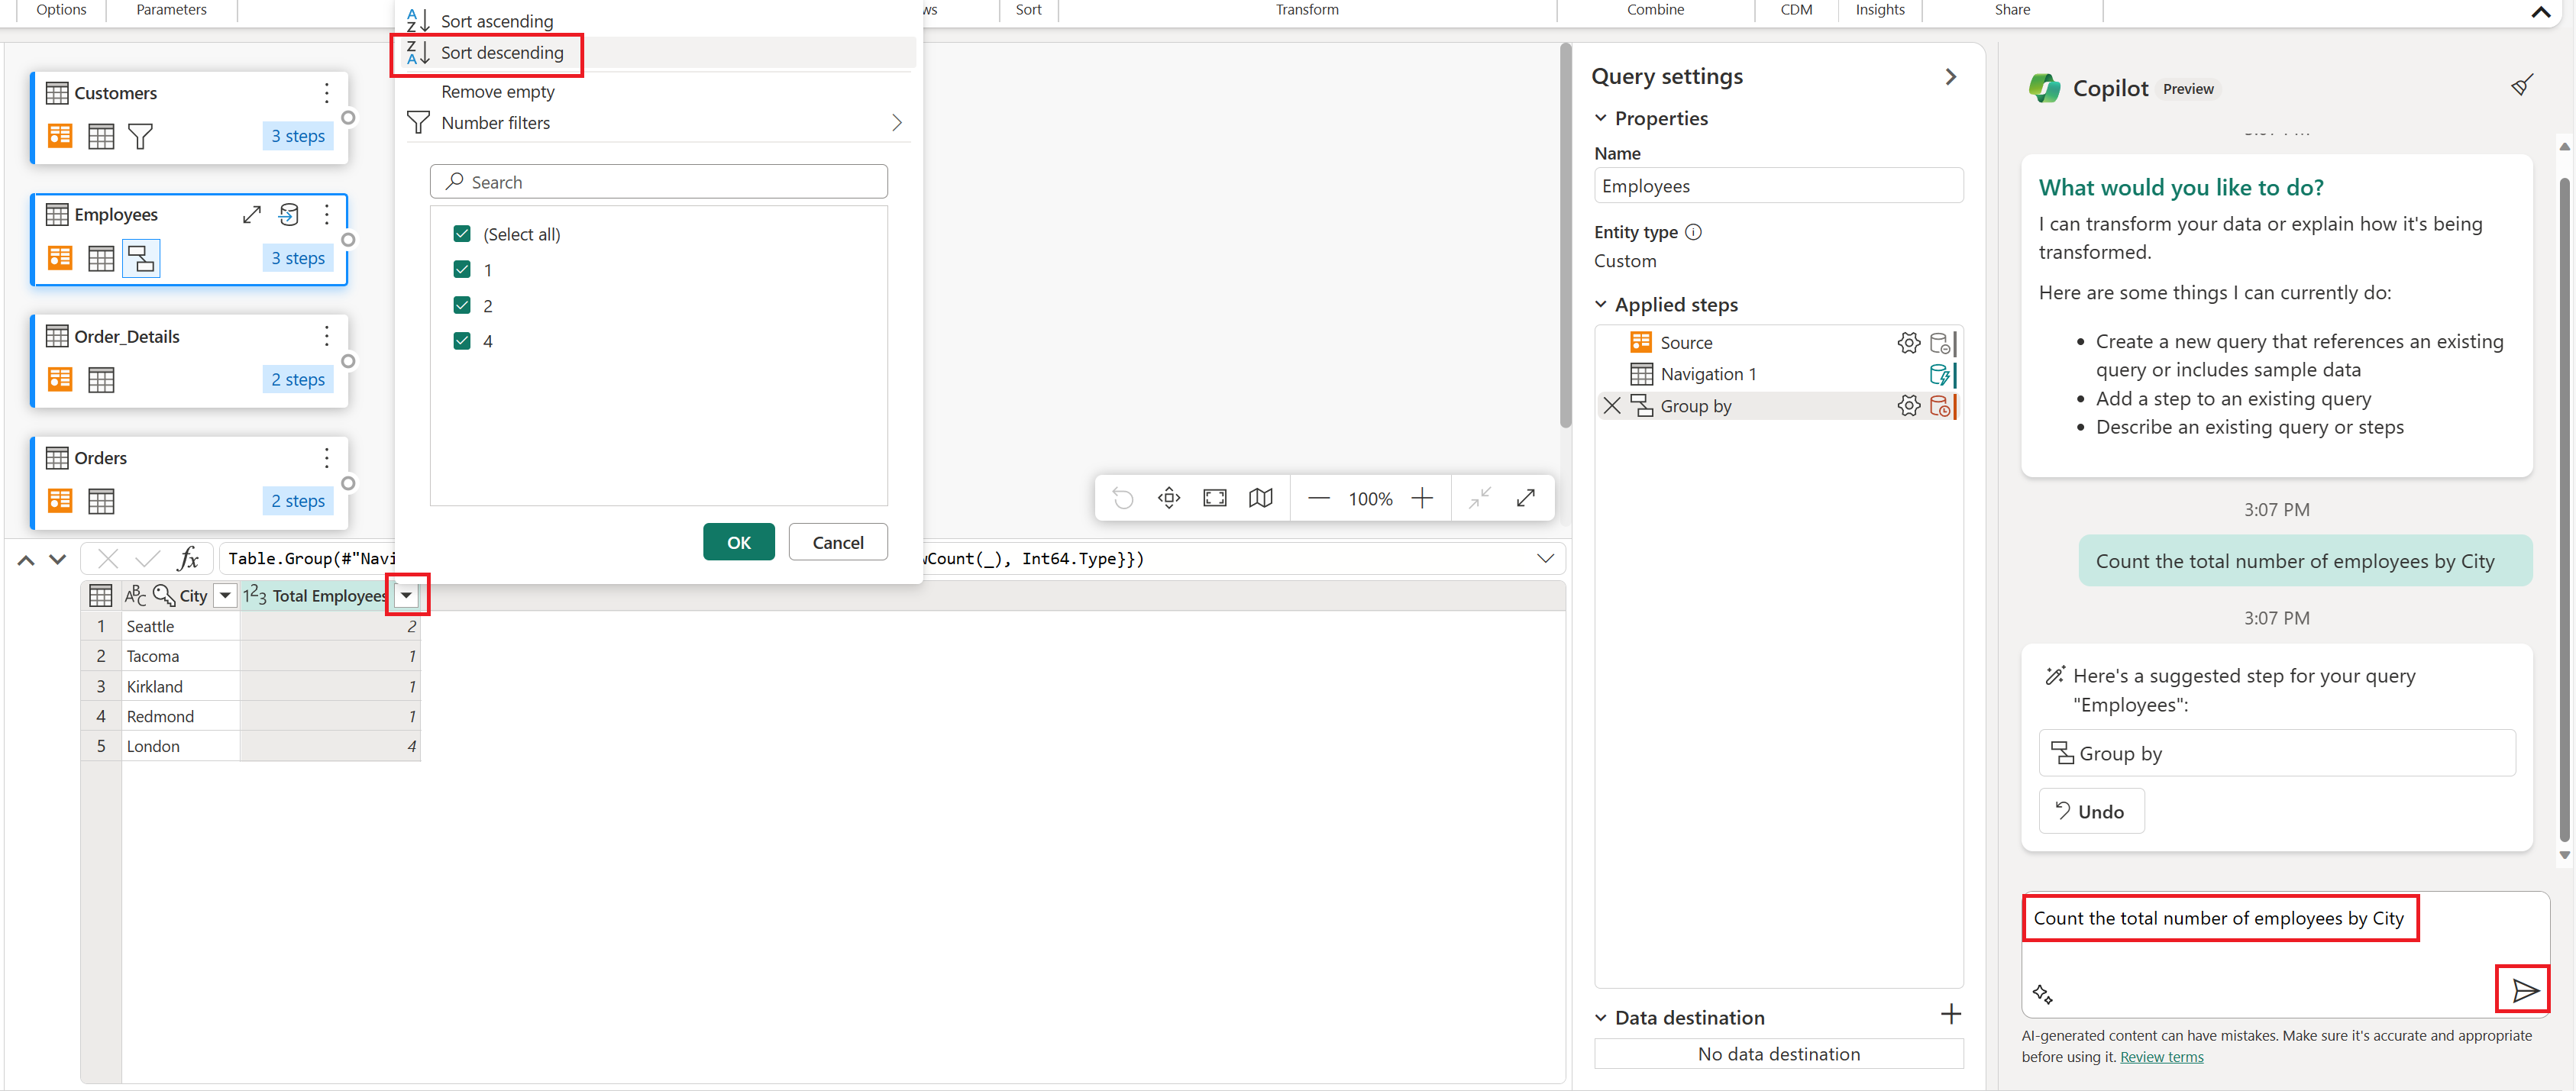 Options
Parameters
ws
Sort
Transform
Combine
CDM
Insights
Share
Sort ascending
Sort descending
Remove empty
Number filters
Search
(Select all)
1
2
4
OK
Cancel
Customers
3 steps
Employees
3 steps
Order_Details
2 steps
Orders
2 steps
100%
fx
Table.Group(#"Navi
wCount(_), Int64.Type}})
ABC City
123 Total Employees
1 Seattle 2
2 Tacoma 1
3 Kirkland 1
4 Redmond 1
5 London 4
Query settings
Properties
Name
Employees
Entity type
Custom
Applied steps
Source
Navigation 1
Group by
Data destination
No data destination
Copilot Preview
What would you like to do?
I can transform your data or explain how it's being
transformed.
Here are some things I can currently do:
• Create a new query that references an existing
query or includes sample data
• Add a step to an existing query
• Describe an existing query or steps
3:07 PM
Count the total number of employees by City
3:07 PM
Here's a suggested step for your query
"Employees":
Group by
Undo
Count the total number of employees by City
AI-generated content can have mistakes. Make sure it's accurate and appropriate
before using it. Review terms